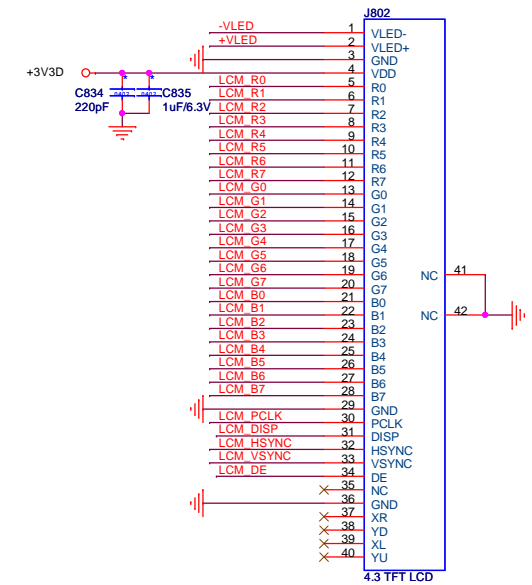 J802
-VLED 1 VLED-
+VLED 2 VLED+
3 GND
+3V3D 4 VDD
LCM_R0 5 R0
LCM_R1 6 R1
LCM_R2 7 R2
LCM_R3 8 R3
LCM_R4 9 R4
LCM_R5 10 R5
LCM_R6 11 R6
LCM_R7 12 R7
LCM_G0 13 G0
LCM_G1 14 G1
LCM_G2 15 G2
LCM_G3 16 G3
LCM_G4 17 G4
LCM_G5 18 G5
LCM_G6 19 G6
LCM_G7 20 G7
LCM_B0 21 B0
LCM_B1 22 B1
LCM_B2 23 B2
LCM_B3 24 B3
LCM_B4 25 B4
LCM_B5 26 B5
LCM_B6 27 B6
LCM_B7 28 B7
29 GND
LCM_PCLK 30 PCLK
LCM_DISP 31 DISP
LCM_HSYNC 32 HSYNC
LCM_VSYNC 33 VSYNC
LCM_DE 34 DE
35 NC
36 GND
37 XR
38 YD
39 XL
40 YU
NC 41
NC 42
C834 0402 0402 C835
220pF 1uF/6.3V
* *
4.3 TFT LCD